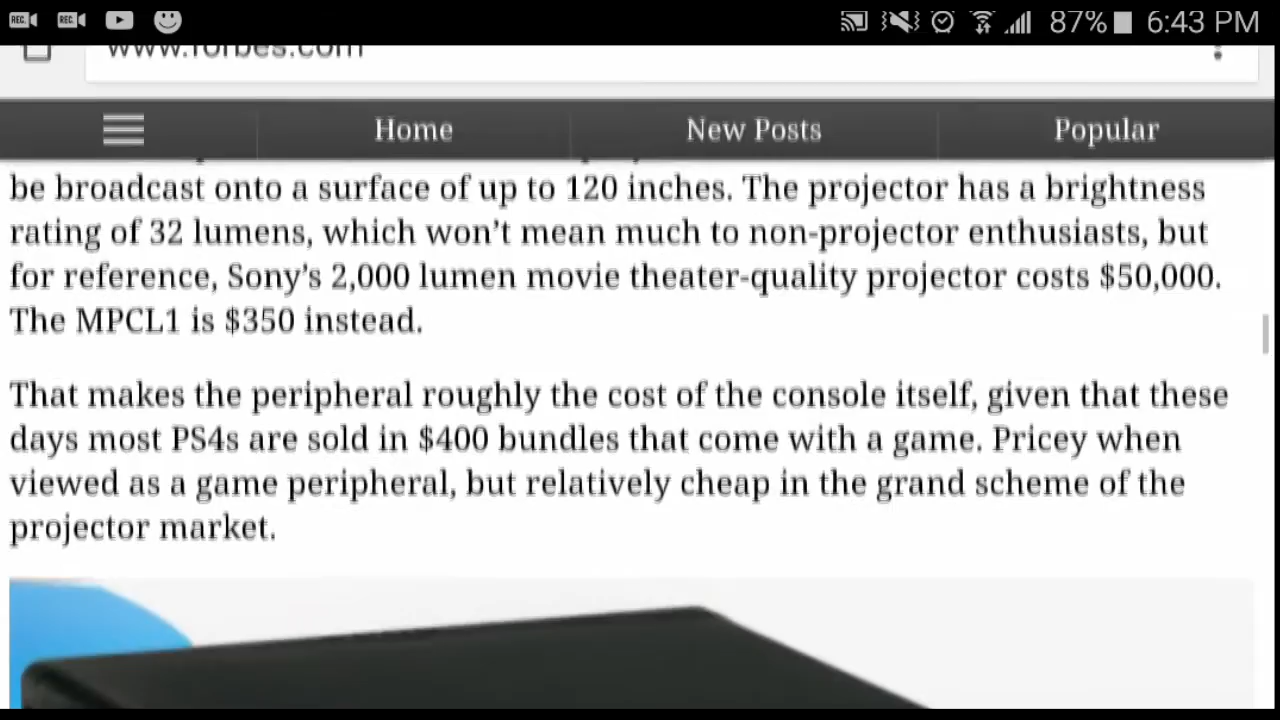 REC REC 87% 6:43 PM
www.forbes.com
Home New Posts Popular
be broadcast onto a surface of up to 120 inches. The projector has a brightness
rating of 32 lumens, which won’t mean much to non-projector enthusiasts, but
for reference, Sony’s 2,000 lumen movie theater-quality projector costs $50,000.
The MPCL1 is $350 instead.
That makes the peripheral roughly the cost of the console itself, given that these
days most PS4s are sold in $400 bundles that come with a game. Pricey when
viewed as a game peripheral, but relatively cheap in the grand scheme of the
projector market.